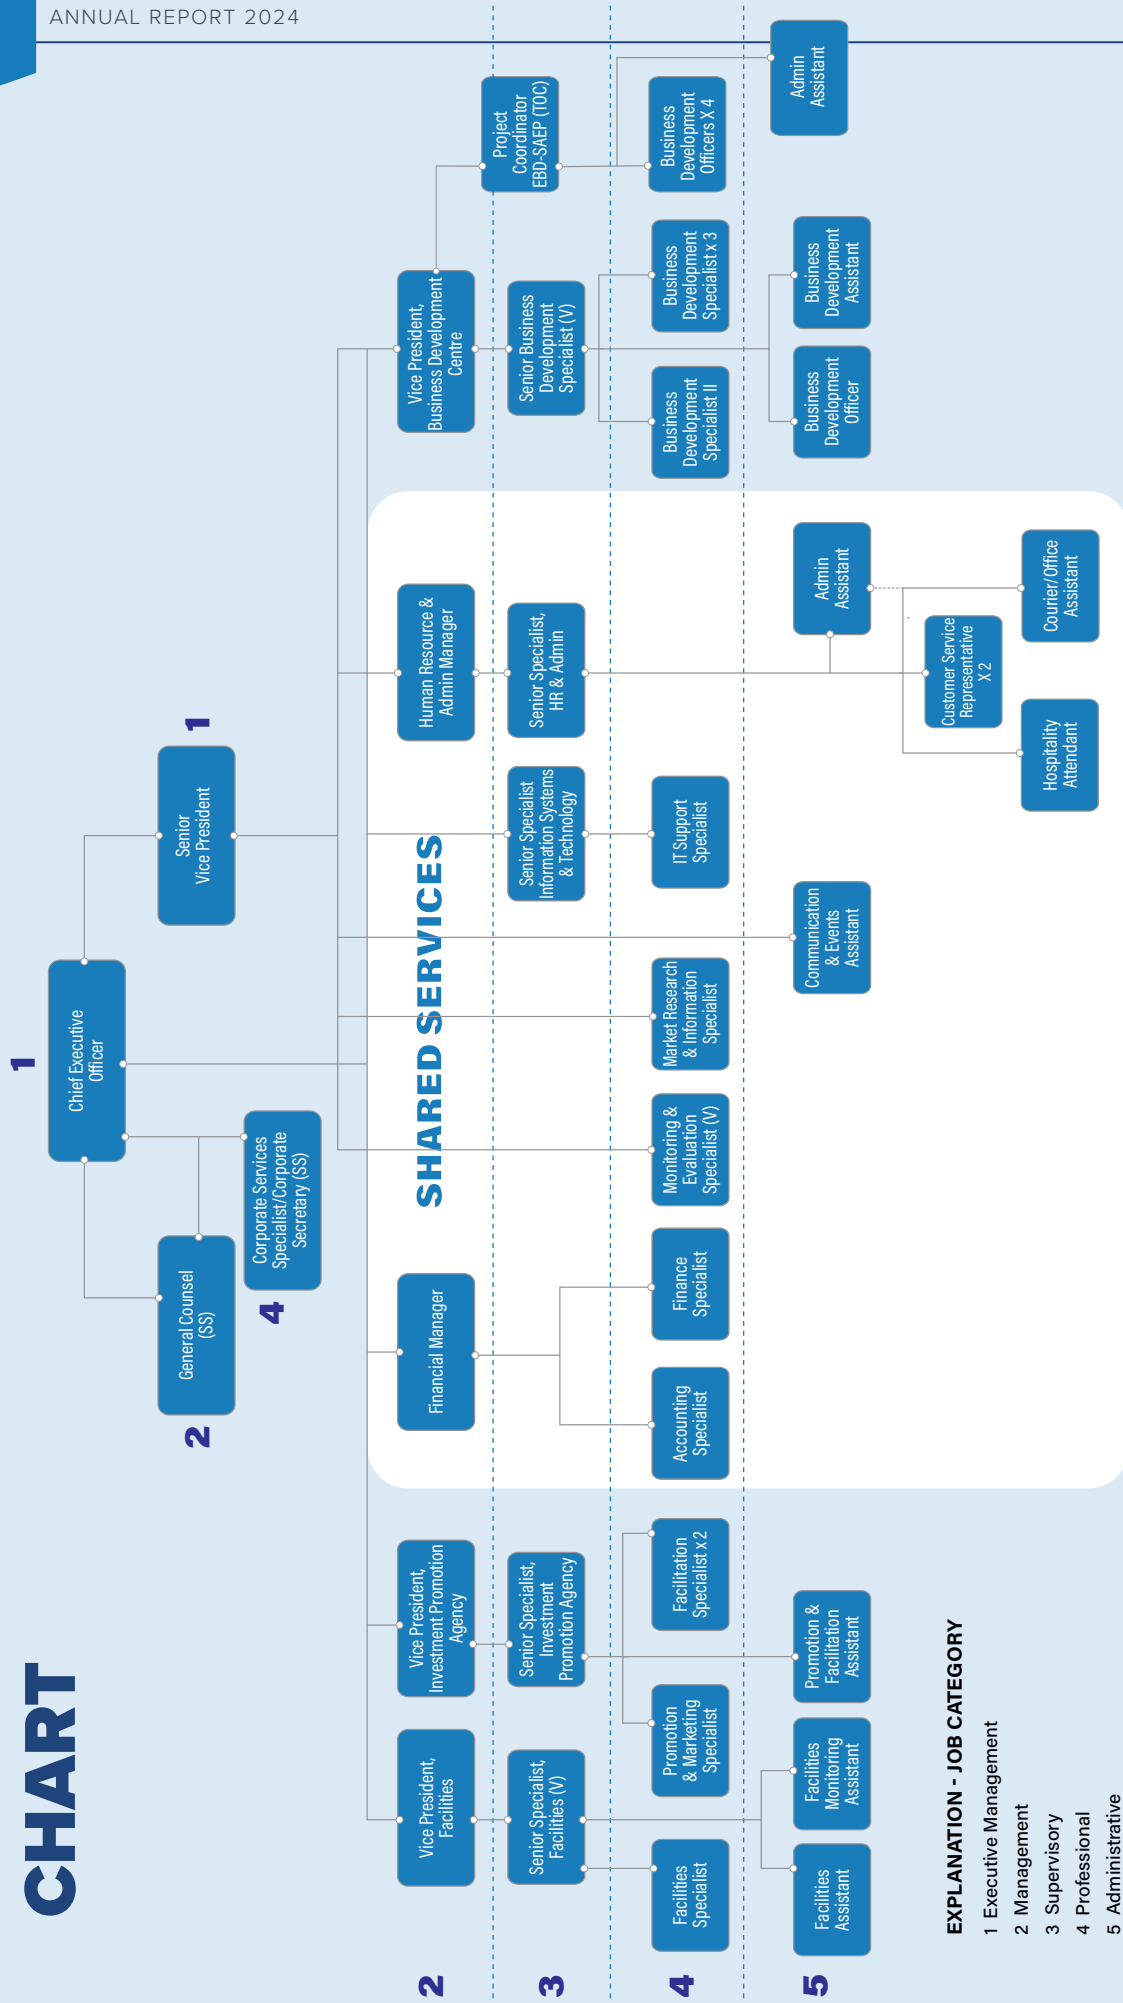 ANNUAL REPORT 2024
CHART
1
Chief Executive
Officer
General Counsel
(SS)
2
Senior
Vice President
1
Corporate Services
Specialist/Corporate
Secretary (SS)
4
SHARED SERVICES
2
Vice President,
Facilities
Vice President,
Investment Promotion
Agency
Financial Manager
Human Resource &
Admin Manager
Vice President,
Business Development
Centre
3
Senior Specialist,
Facilities (V)
Senior Specialist,
Investment
Promotion Agency
Senior Specialist
Information Systems
& Technology
Senior Specialist,
HR & Admin
Senior Business
Development
Specialist (V)
Project
Coordinator
EBD-SAEP (TOC)
4
Facilities
Specialist
Promotion
& Marketing
Specialist
Facilitation
Specialist x 2
Accounting
Specialist
Finance
Specialist
Monitoring &
Evaluation
Specialist (V)
Market Research
& Information
Specialist
IT Support
Specialist
Business
Development
Specialist II
Business
Development
Specialist x 3
Business
Development
Officers X 4
5
Facilities
Assistant
Facilities
Monitoring
Assistant
Promotion &
Facilitation
Assistant
Communication
& Events
Assistant
Admin
Assistant
Business
Development
Officer
Business
Development
Assistant
Admin
Assistant
Customer Service
Representative
X 2
Hospitality
Attendant
Courier/Office
Assistant
EXPLANATION - JOB CATEGORY
1 Executive Management
2 Management
3 Supervisory
4 Professional
5 Administrative